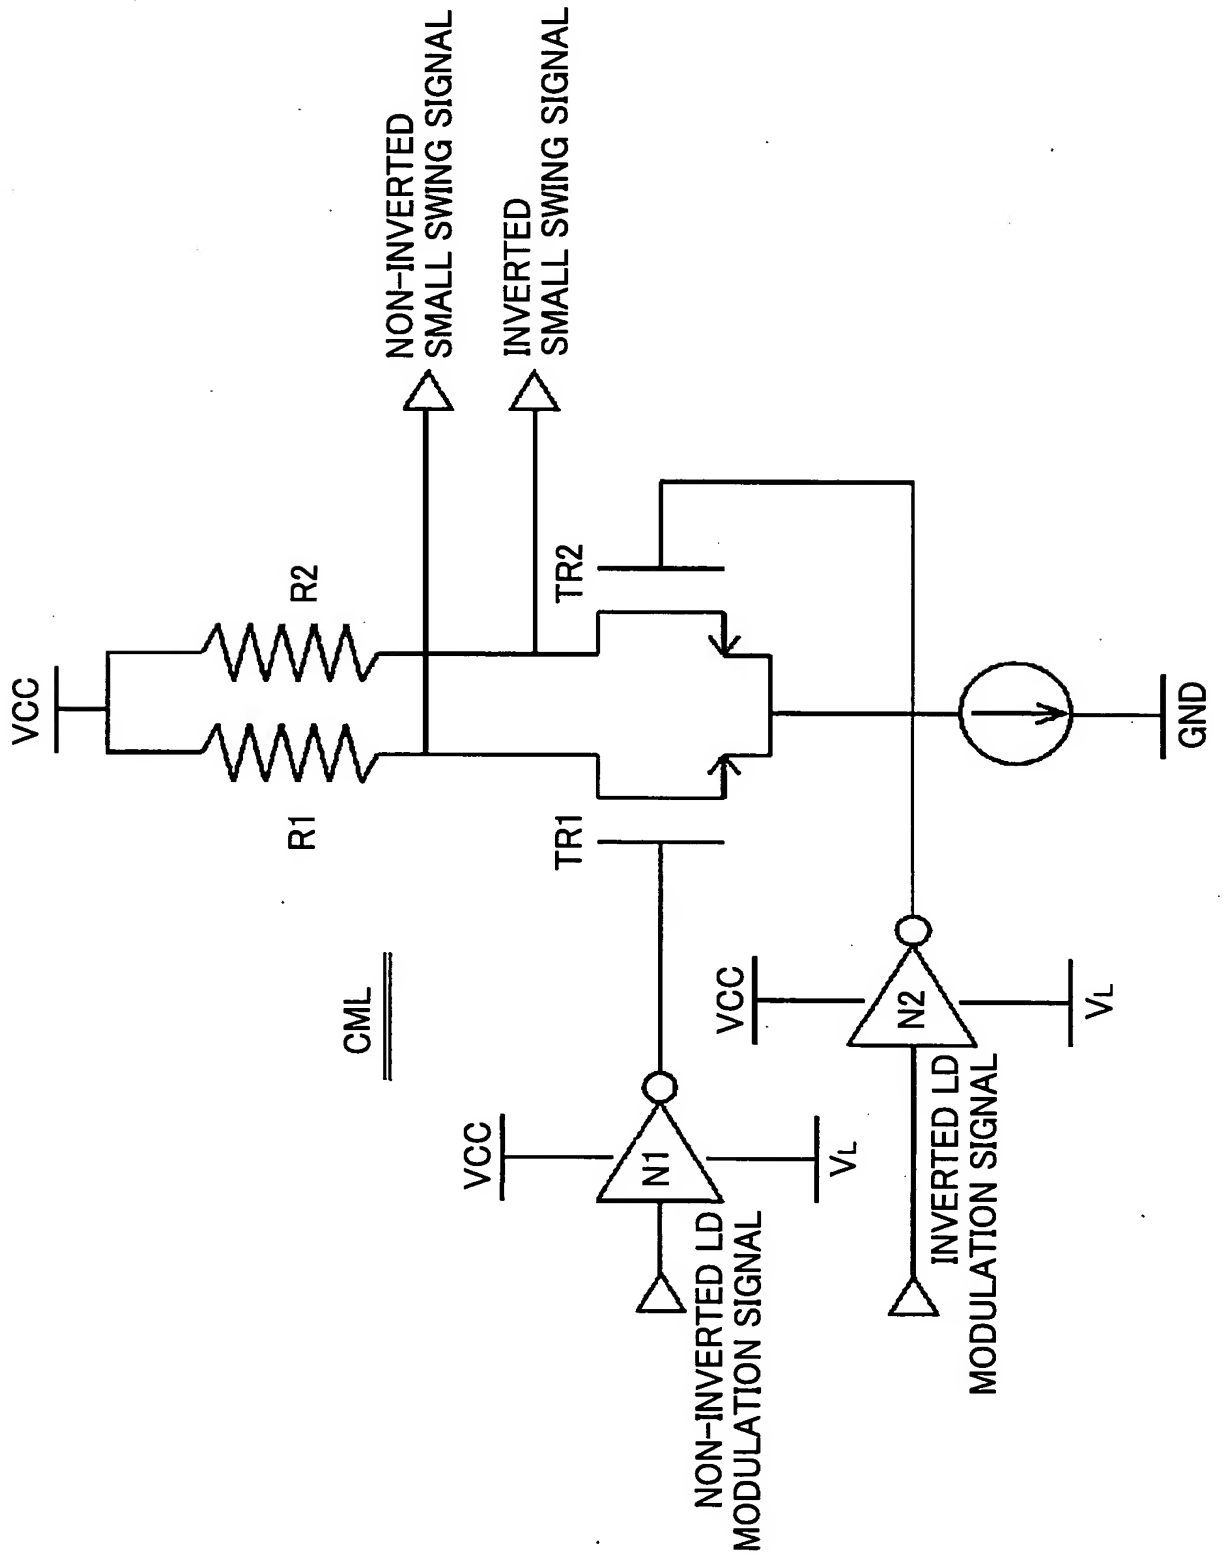 VCC
R1
R2
NON-INVERTED
SMALL SWING SIGNAL
INVERTED
SMALL SWING SIGNAL
CML
TR1
TR2
VCC
N1
VL
NON-INVERTED LD
MODULATION SIGNAL
VCC
N2
VL
INVERTED LD
MODULATION SIGNAL
GND